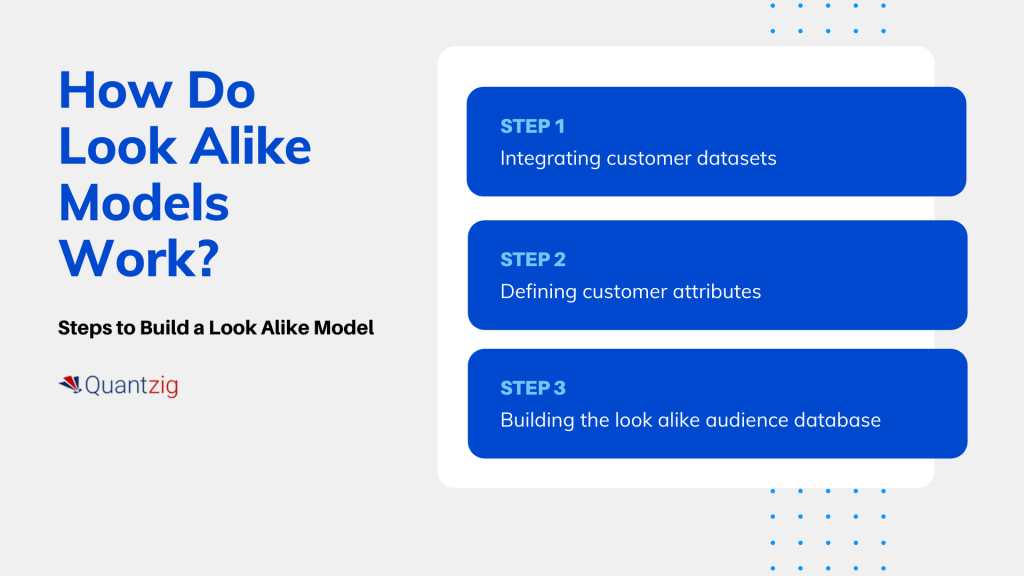 How Do
Look Alike
Models
Work?
Steps to Build a Look Alike Model
Quantzig
STEP 1
Integrating customer datasets
STEP 2
Defining customer attributes
STEP 3
Building the look alike audience database